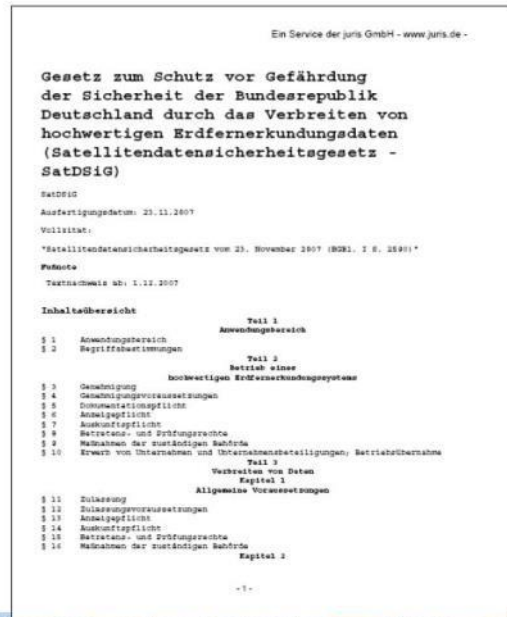 Ein Service der juris GmbH - www.juris.de -
Gesetz zum Schutz vor Gefährdung
der Sicherheit der Bundesrepublik
Deutschland durch das Verbreiten von
hochwertigen Erdfernerkundungsdaten
(Satellitendatensicherheitsgesetz -
SatDSiG)
SatDSiG
Ausfertigungsdatum: 23.11.2007
Vollzitat:
"Satellitendatensicherheitsgesetz vom 23. November 2007 (BGBl. I S. 2590)"
Fußnote
Textnachweis ab: 1.12.2007
Inhaltsübersicht
Teil 1
Anwendungsbereich
§ 1 Anwendungsbereich
§ 2 Begriffsbestimmungen
Teil 2
Betrieb eines
hochwertigen Erdfernerkundungssystems
§ 3 Genehmigung
§ 4 Genehmigungsvoraussetzungen
§ 5 Dokumentationspflicht
§ 6 Anzeigepflicht
§ 7 Auskunftspflicht
§ 8 Betretens- und Prüfungsrechte
§ 9 Maßnahmen der zuständigen Behörde
§ 10 Erwerb von Unternehmen und Unternehmensbeteiligungen; Betriebsübernahme
Teil 3
Verbreiten von Daten
Kapitel 1
Allgemeine Voraussetzungen
§ 11 Zulassung
§ 12 Zulassungsvoraussetzungen
§ 13 Anzeigepflicht
§ 14 Auskunftspflicht
§ 15 Betretens- und Prüfungsrechte
§ 16 Maßnahmen der zuständigen Behörde
Kapitel 2
- 1 -